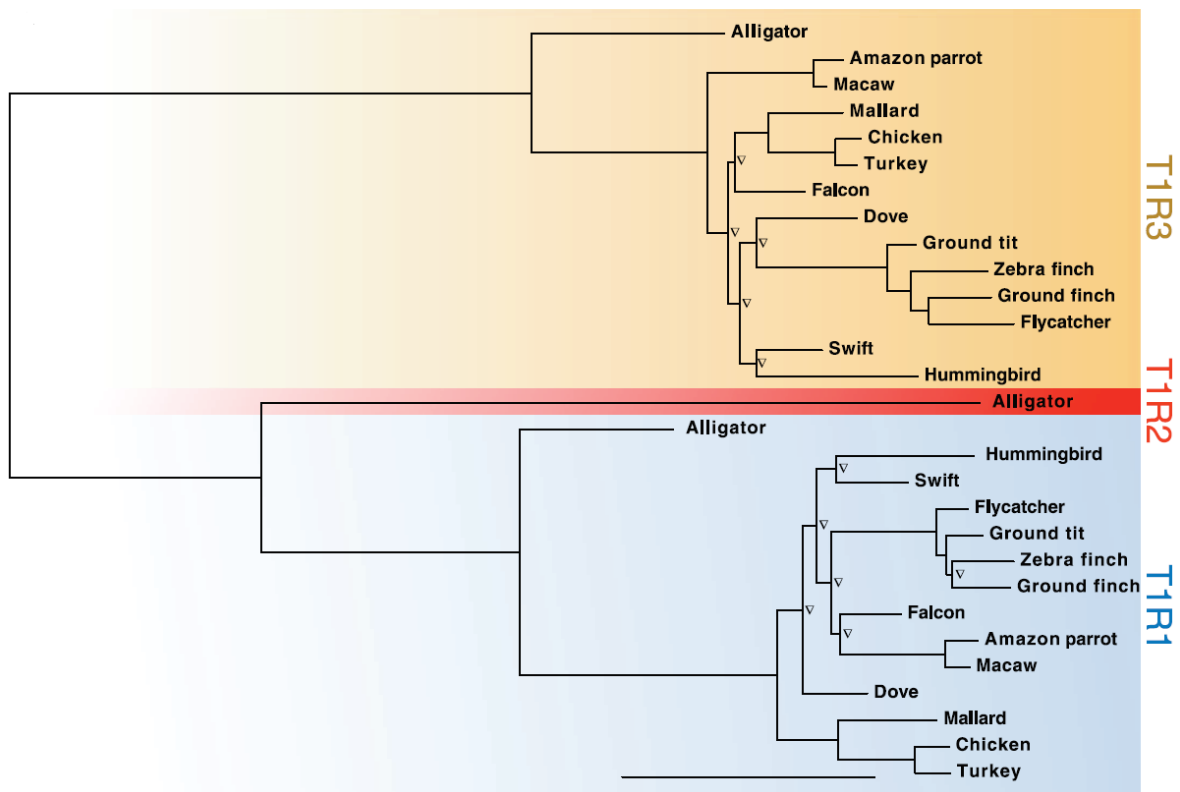 Alligator
Amazon parrot
Macaw
Mallard
Chicken
Turkey
Falcon
Dove
Ground tit
Zebra finch
Ground finch
Flycatcher
Swift
Hummingbird
T1R3
Alligator
T1R2
Alligator
Hummingbird
Swift
Flycatcher
Ground tit
Zebra finch
Ground finch
Falcon
Amazon parrot
Macaw
Dove
Mallard
Chicken
Turkey
T1R1